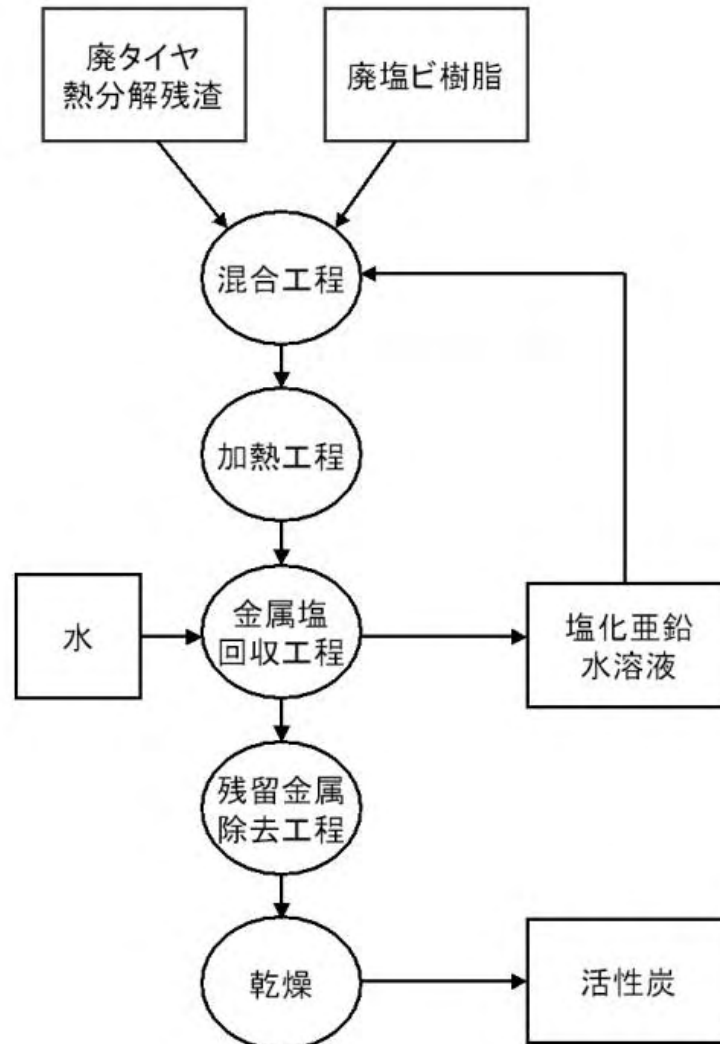 廃タイヤ
熱分解残渣
廃塩ビ樹脂
混合工程
加熱工程
水
金属塩
回収工程
塩化亜鉛
水溶液
残留金属
除去工程
乾燥
活性炭